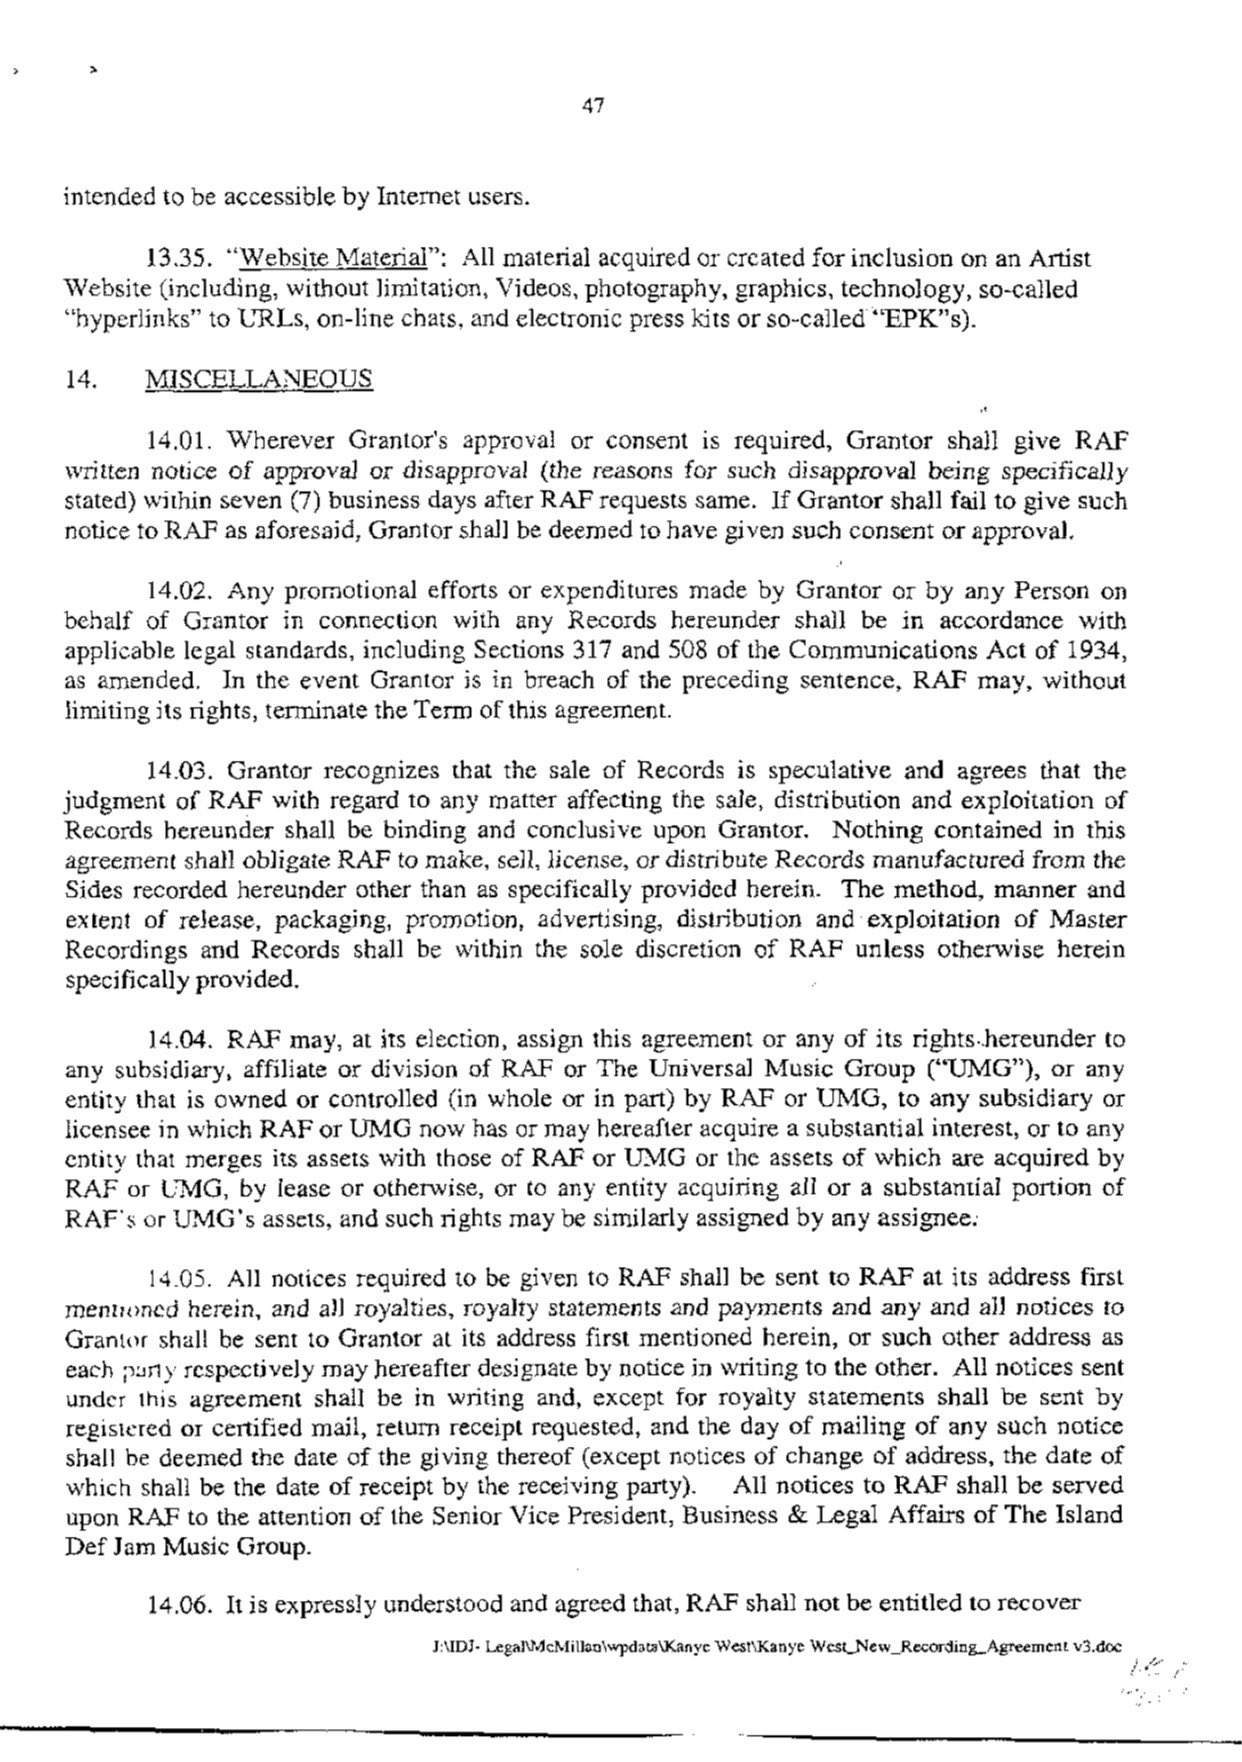 47
intended to be accessible by Internet users.
13.35. “Website Material”: All material acquired or created for inclusion on an Artist
Website (including, without limitation, Videos, photography, graphics, technology, so-called
“hyperlinks” to URLs, on-line chats, and electronic press kits or so-called “EPK”s).
14. MISCELLANEOUS
14.01. Wherever Grantor's approval or consent is required, Grantor shall give RAF
written notice of approval or disapproval (the reasons for such disapproval being specifically
stated) within seven (7) business days after RAF requests same. If Grantor shall fail to give such
notice to RAF as aforesaid, Grantor shall be deemed to have given such consent or approval.
14.02. Any promotional efforts or expenditures made by Grantor or by any Person on
behalf of Grantor in connection with any Records hereunder shall be in accordance with
applicable legal standards, including Sections 317 and 508 of the Communications Act of 1934,
as amended. In the event Grantor is in breach of the preceding sentence, RAF may, without
limiting its rights, terminate the Term of this agreement.
14.03. Grantor recognizes that the sale of Records is speculative and agrees that the
judgment of RAF with regard to any matter affecting the sale, distribution and exploitation of
Records hereunder shall be binding and conclusive upon Grantor. Nothing contained in this
agreement shall obligate RAF to make, sell, license, or distribute Records manufactured from the
Sides recorded hereunder other than as specifically provided herein. The method, manner and
extent of release, packaging, promotion, advertising, distribution and exploitation of Master
Recordings and Records shall be within the sole discretion of RAF unless otherwise herein
specifically provided.
14.04. RAF may, at its election, assign this agreement or any of its rights hereunder to
any subsidiary, affiliate or division of RAF or The Universal Music Group (“UMG”), or any
entity that is owned or controlled (in whole or in part) by RAF or UMG, to any subsidiary or
licensee in which RAF or UMG now has or may hereafter acquire a substantial interest, or to any
entity that merges its assets with those of RAF or UMG or the assets of which are acquired by
RAF or UMG, by lease or otherwise, or to any entity acquiring all or a substantial portion of
RAF's or UMG's assets, and such rights may be similarly assigned by any assignee.
14.05. All notices required to be given to RAF shall be sent to RAF at its address first
mentioned herein, and all royalties, royalty statements and payments and any and all notices to
Grantor shall be sent to Grantor at its address first mentioned herein, or such other address as
each party respectively may hereafter designate by notice in writing to the other. All notices sent
under this agreement shall be in writing and, except for royalty statements shall be sent by
registered or certified mail, return receipt requested, and the day of mailing of any such notice
shall be deemed the date of the giving thereof (except notices of change of address, the date of
which shall be the date of receipt by the receiving party). All notices to RAF shall be served
upon RAF to the attention of the Senior Vice President, Business & Legal Affairs of The Island
Def Jam Music Group.
14.06. It is expressly understood and agreed that, RAF shall not be entitled to recover
J:\IDJ- Legal\McMillan\wpdata\Kanye West\Kanye West_New_Recording_Agreement v3.doc